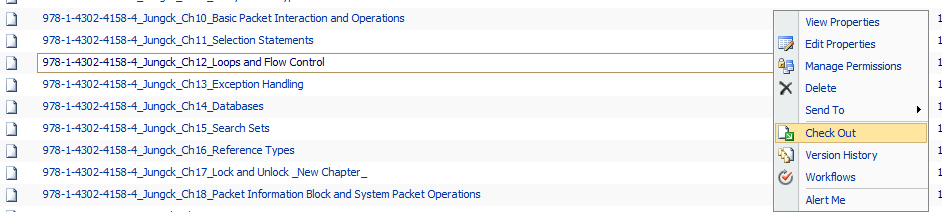 978-1-4302-4158-4_Jungck_Ch10_Basic Packet Interaction and Operations
978-1-4302-4158-4_Jungck_Ch11_Selection Statements
978-1-4302-4158-4_Jungck_Ch12_Loops and Flow Control
978-1-4302-4158-4_Jungck_Ch13_Exception Handling
978-1-4302-4158-4_Jungck_Ch14_Databases
978-1-4302-4158-4_Jungck_Ch15_Search Sets
978-1-4302-4158-4_Jungck_Ch16_Reference Types
978-1-4302-4158-4_Jungck_Ch17_Lock and Unlock _New Chapter_
978-1-4302-4158-4_Jungck_Ch18_Packet Information Block and System Packet Operations
View Properties
Edit Properties
Manage Permissions
Delete
Send To
Check Out
Version History
Workflows
Alert Me